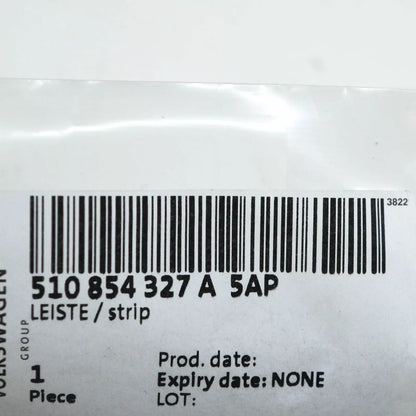 3822
510 854 327 A 5AP
LEISTE / strip
VOLKSWAGEN
GROUP
Prod. date:
1
Expiry date: NONE
Piece
LOT: